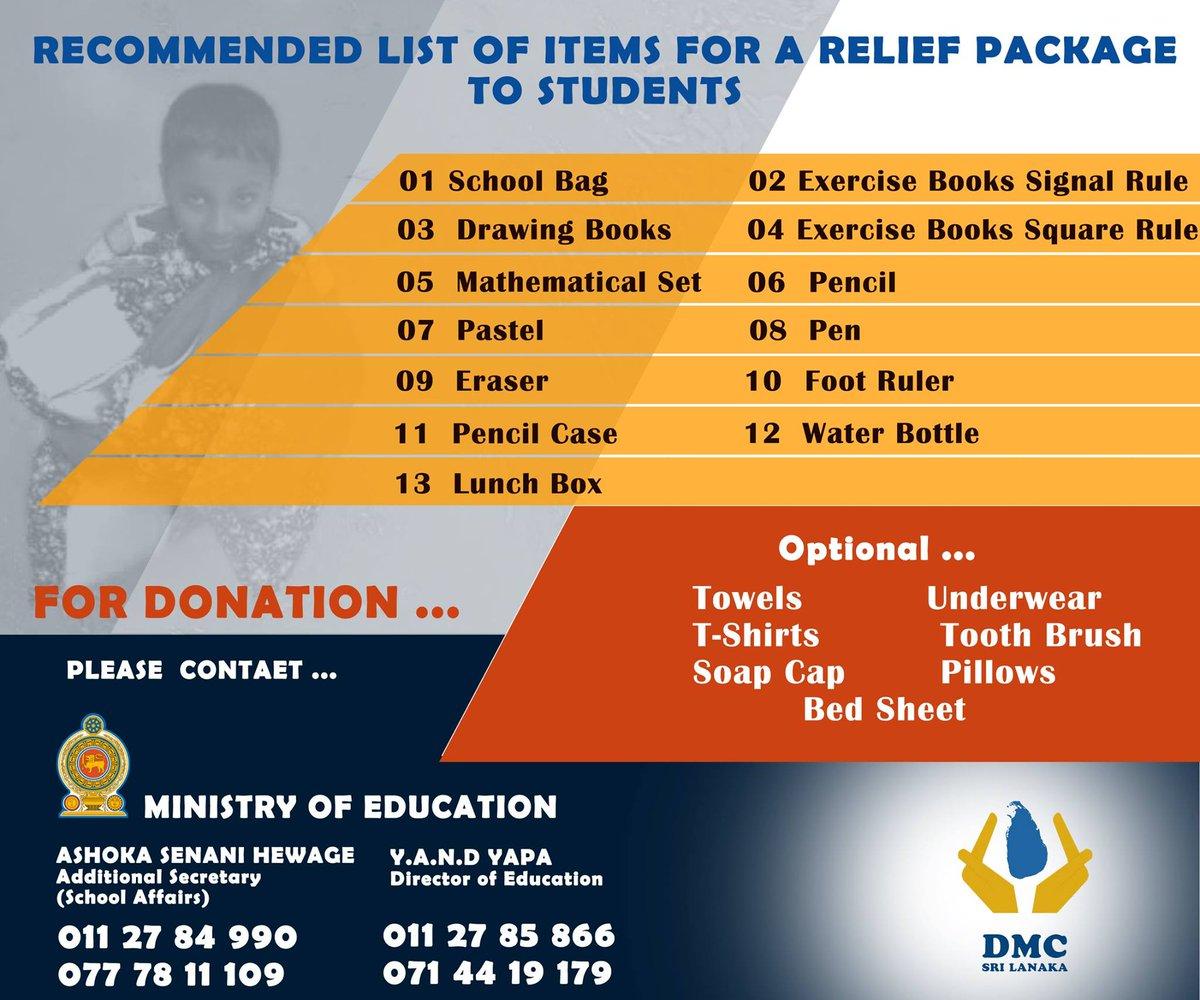 RECOMMENDED LIST OF ITEMS FOR A RELIEF PACKAGE
TO STUDENTS
01 School Bag
02 Exercise Books Signal Rule
03 Drawing Books
04 Exercise Books Square Rule
05 Mathematical Set
06 Pencil
07 Pastel
08 Pen
09 Eraser
10 Foot Ruler
11 Pencil Case
12 Water Bottle
13 Lunch Box
Optional ...
Towels
Underwear
T-Shirts
Tooth Brush
Soap Cap
Pillows
Bed Sheet
FOR DONATION ...
PLEASE CONTAET ...
MINISTRY OF EDUCATION
ASHOKA SENANI HEWAGE
Additional Secretary
(School Affairs)
011 27 84 990
077 78 11 109
Y.A.N.D YAPA
Director of Education
011 27 85 866
071 44 19 179
DMC
SRI LANAKA